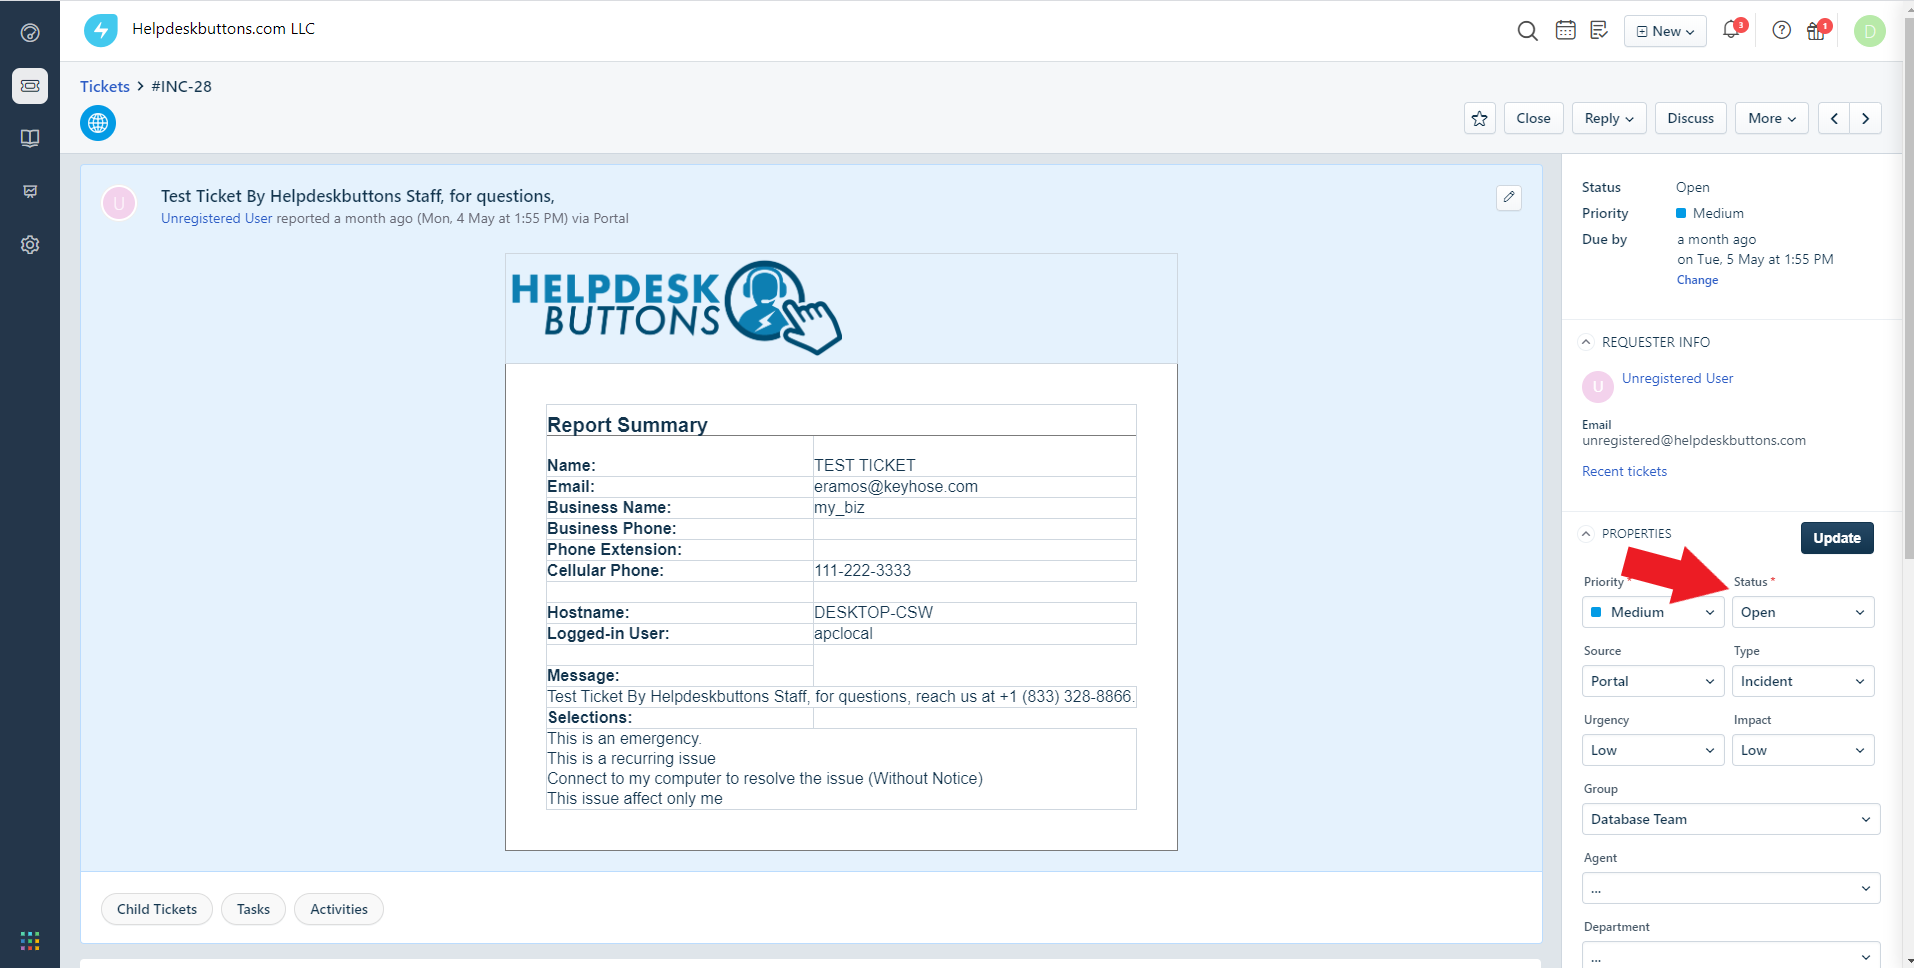 Helpdeskbuttons.com LLC
New
3
1
D
Tickets > #INC-28
Close
Reply
Discuss
More
U
Test Ticket By Helpdeskbuttons Staff, for questions,
Unregistered User reported a month ago (Mon, 4 May at 1:55 PM) via Portal
HELPDESK
BUTTONS
Report Summary
Name: TEST TICKET
Email: eramos@keyhose.com
Business Name: my_biz
Business Phone:
Phone Extension:
Cellular Phone: 111-222-3333
Hostname: DESKTOP-CSW
Logged-in User: apclocal
Message:
Test Ticket By Helpdeskbuttons Staff, for questions, reach us at +1 (833) 328-8866.
Selections:
This is an emergency.
This is a recurring issue
Connect to my computer to resolve the issue (Without Notice)
This issue affect only me
Child Tickets
Tasks
Activities
Status Open
Priority Medium
Due by a month ago
on Tue, 5 May at 1:55 PM
Change
REQUESTER INFO
U
Unregistered User
Email
unregistered@helpdeskbuttons.com
Recent tickets
PROPERTIES
Update
Priority * Status *
Medium Open
Source Type
Portal Incident
Urgency Impact
Low Low
Group
Database Team
Agent
...
Department
...